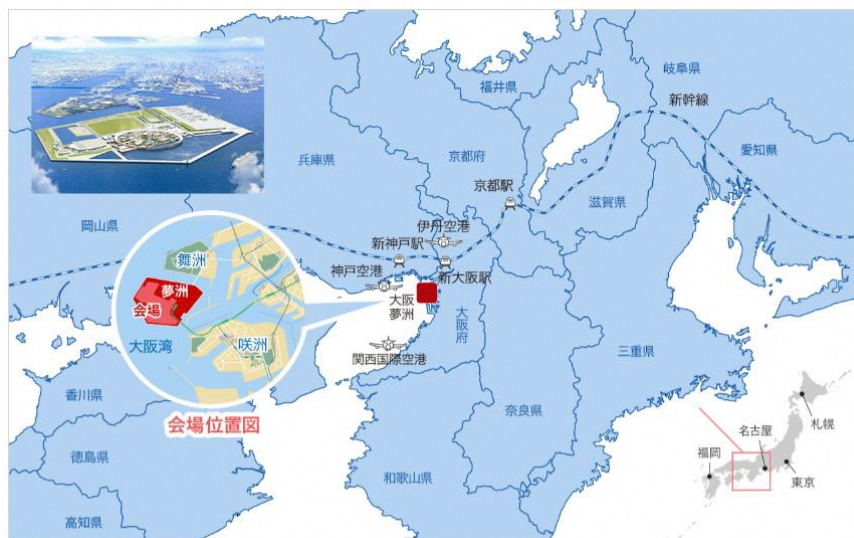 福井県
岐阜県
新幹線
兵庫県
京都府
愛知県
京都駅
滋賀県
岡山県
伊丹空港
新神戸駅
舞洲
神戸空港
新大阪駅
夢洲
会場
大阪
夢洲
大阪府
大阪湾
咲洲
関西国際空港
三重県
香川県
奈良県
会場位置図
札幌
名古屋
福岡
徳島県
東京
和歌山県
高知県